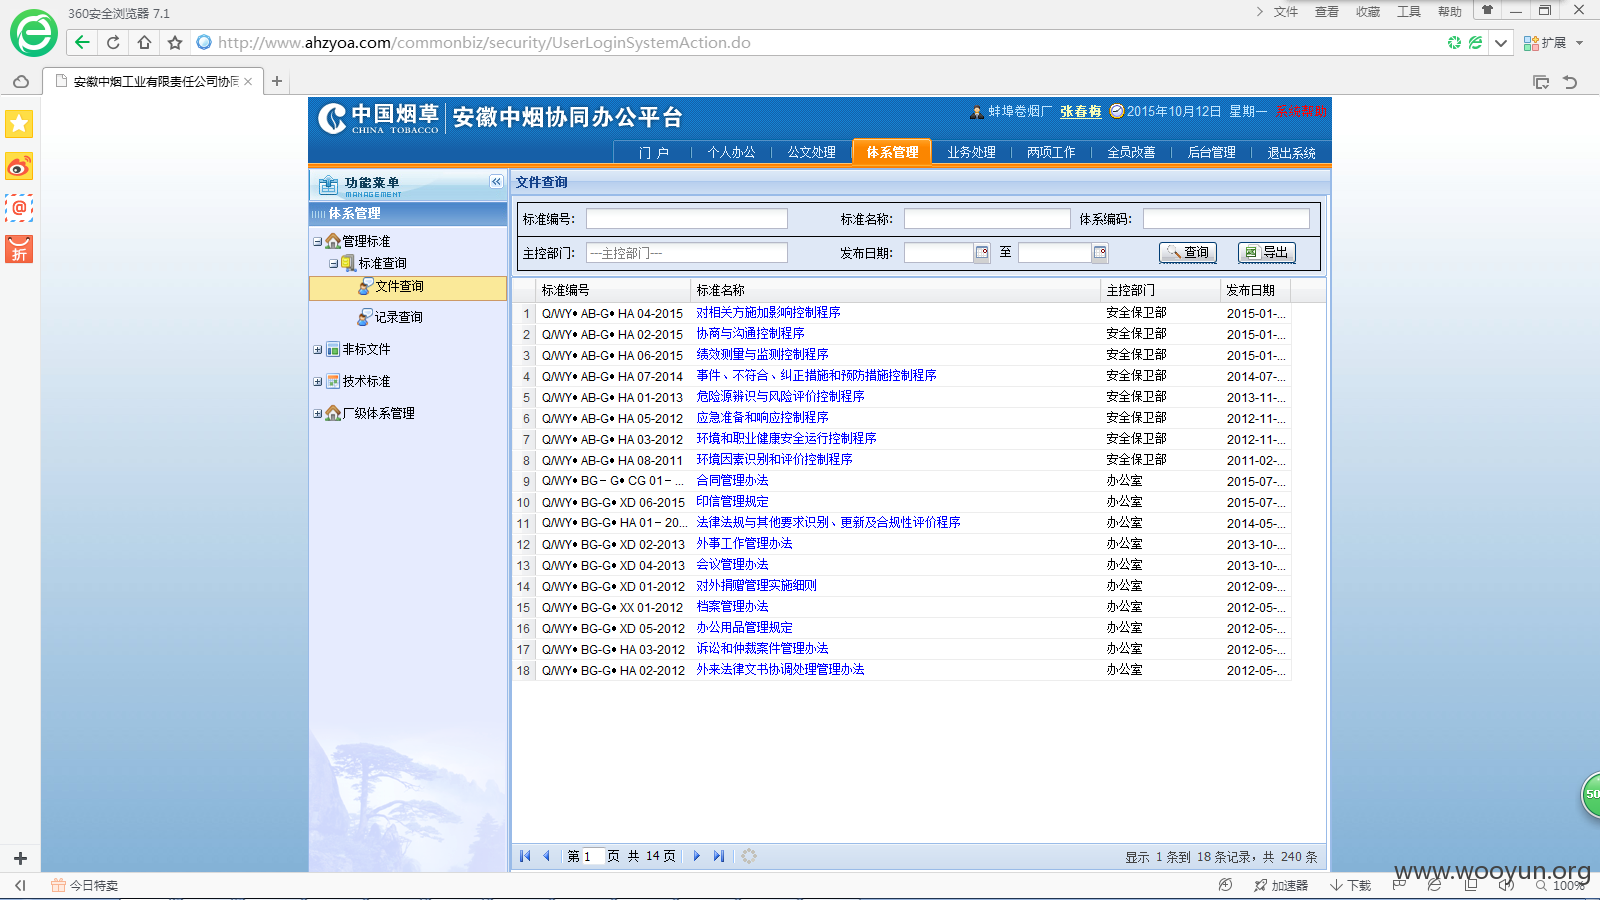 360安全浏览器 7.1
文件 查看 收藏 工具 帮助
http://www.ahzyoa.com/commonbiz/security/UserLoginSystemAction.do
扩展
安徽中烟工业有限责任公司协同
中国烟草
CHINA TOBACCO
安徽中烟协同办公平台
蚌埠卷烟厂 张春梅 2015年10月12日 星期一 系统帮助
门 户 个人办公 公文处理 体系管理 业务处理 两项工作 全员改善 后台管理 退出系统
功能菜单
MANAGEMENT
体系管理
管理标准
标准查询
文件查询
记录查询
非标文件
技术标准
厂级体系管理
文件查询
标准编号: 标准名称: 体系编码:
主控部门: ---主控部门--- 发布日期: 至 查询 导出
标准编号 标准名称 主控部门 发布日期
1 Q/WY• AB-G• HA 04-2015 对相关方施加影响控制程序 安全保卫部 2015-01-...
2 Q/WY• AB-G• HA 02-2015 协商与沟通控制程序 安全保卫部 2015-01-...
3 Q/WY• AB-G• HA 06-2015 绩效测量与监测控制程序 安全保卫部 2015-01-...
4 Q/WY• AB-G• HA 07-2014 事件、不符合、纠正措施和预防措施控制程序 安全保卫部 2014-07-...
5 Q/WY• AB-G• HA 01-2013 危险源辨识与风险评价控制程序 安全保卫部 2013-11-...
6 Q/WY• AB-G• HA 05-2012 应急准备和响应控制程序 安全保卫部 2012-11-...
7 Q/WY• AB-G• HA 03-2012 环境和职业健康安全运行控制程序 安全保卫部 2012-11-...
8 Q/WY• AB-G• HA 08-2011 环境因素识别和评价控制程序 安全保卫部 2011-02-...
9 Q/WY• BG－G• CG 01－... 合同管理办法 办公室 2015-07-...
10 Q/WY• BG-G• XD 06-2015 印信管理规定 办公室 2015-07-...
11 Q/WY• BG-G• HA 01－20... 法律法规与其他要求识别、更新及合规性评价程序 办公室 2014-05-...
12 Q/WY• BG-G• XD 02-2013 外事工作管理办法 办公室 2013-10-...
13 Q/WY• BG-G• XD 04-2013 会议管理办法 办公室 2013-10-...
14 Q/WY• BG-G• XD 01-2012 对外捐赠管理实施细则 办公室 2012-09-...
15 Q/WY• BG-G• XX 01-2012 档案管理办法 办公室 2012-05-...
16 Q/WY• BG-G• XD 05-2012 办公用品管理规定 办公室 2012-05-...
17 Q/WY• BG-G• HA 03-2012 诉讼和仲裁案件管理办法 办公室 2012-05-...
18 Q/WY• BG-G• HA 02-2012 外来法律文书协调处理管理办法 办公室 2012-05-...
第 1 页 共 14 页 显示 1 条到 18 条记录，共 240 条
www.wooyun.org
今日特卖 加速器 下载 100%
折
50